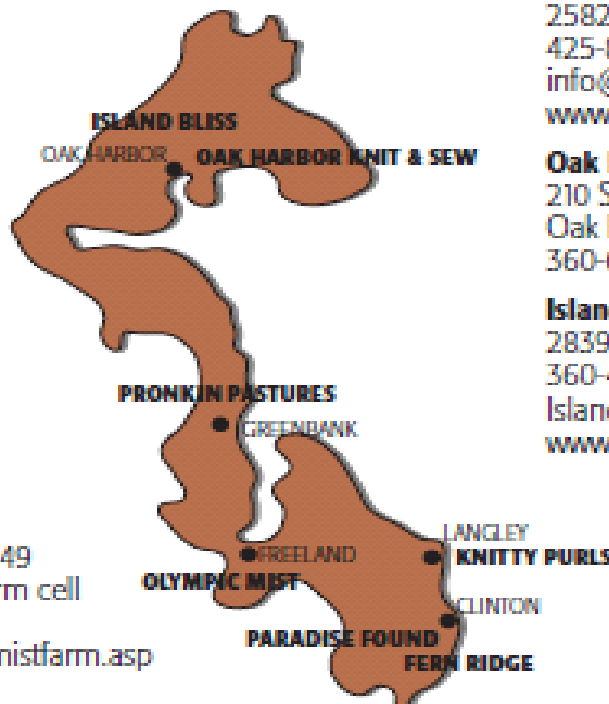 2582
425-
info@
www
ISLAND BLISS
OAK HARBOR
OAK HARBOR KNIT & SEW
Oak
210 S
Oak
360-
Islan
2839
360-
Islan
www
PRONKIN PASTURES
GREENBANK
LANGLEY
KNITTY PURLS
FREELAND
OLYMPIC MIST
CLINTON
PARADISE FOUND
FERN RIDGE
49
rm cell
mistfarm.asp